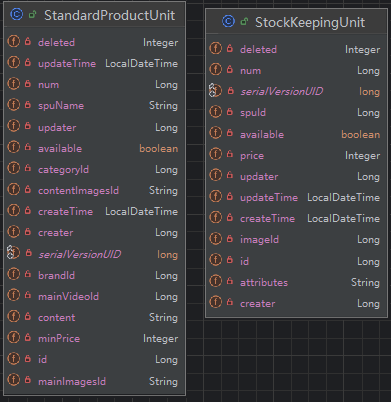 StandardProductUnit
deleted Integer
updateTime LocalDateTime
num Long
spuName String
updater Long
available boolean
categoryId Long
contentImagesId String
createTime LocalDateTime
creater Long
serialVersionUID long
brandId Long
mainVideoId Long
content String
minPrice Integer
id Long
mainImagesId String
StockKeepingUnit
deleted Integer
num Long
serialVersionUID long
spuId Long
available boolean
price Integer
updater Long
updateTime LocalDateTime
createTime LocalDateTime
imageId Long
id Long
attributes String
creater Long